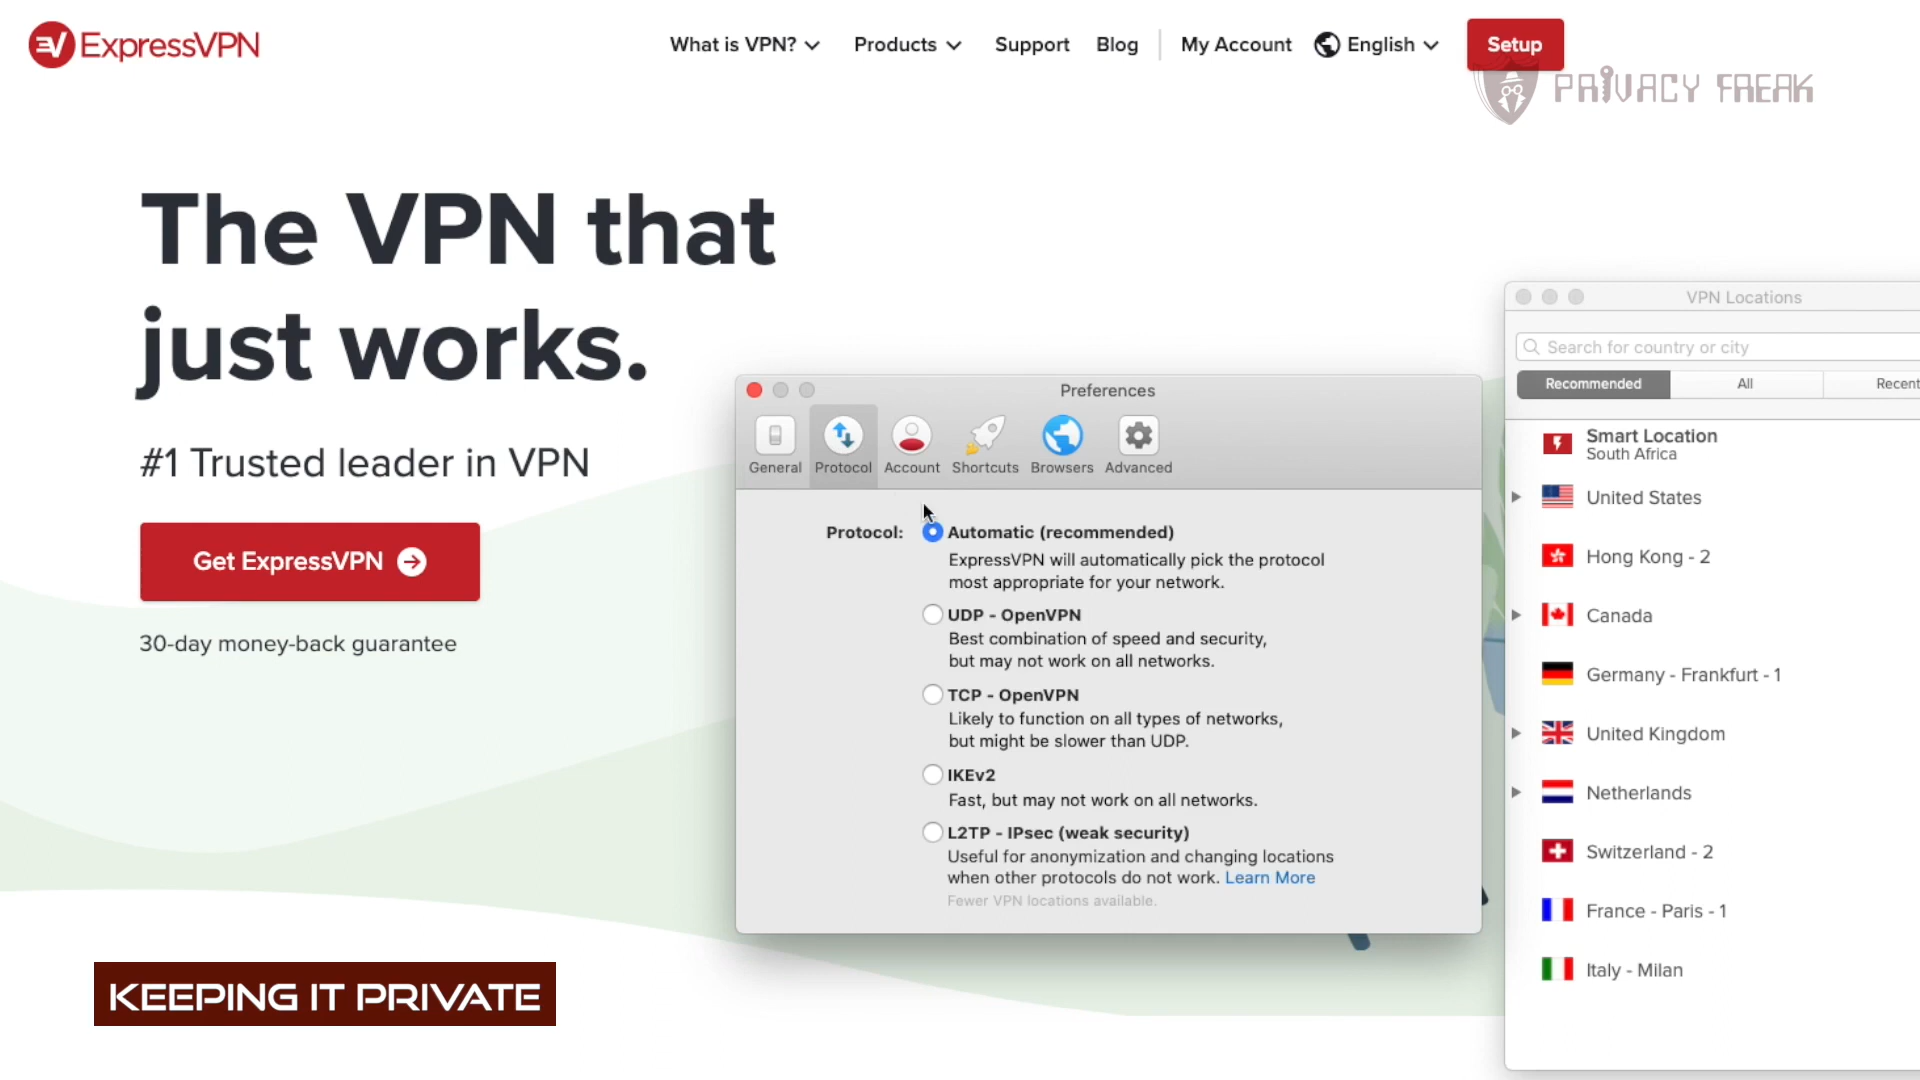 ExpressVPN
What is VPN? Products Support Blog My Account English Setup
PRIVACY FREAK
The VPN that
just works.
#1 Trusted leader in VPN
Get ExpressVPN
30-day money-back guarantee
KEEPING IT PRIVATE
Preferences
General Protocol Account Shortcuts Browsers Advanced
Protocol: Automatic (recommended)
ExpressVPN will automatically pick the protocol
most appropriate for your network.
UDP - OpenVPN
Best combination of speed and security,
but may not work on all networks.
TCP - OpenVPN
Likely to function on all types of networks,
but might be slower than UDP.
IKEv2
Fast, but may not work on all networks.
L2TP - IPsec (weak security)
Useful for anonymization and changing locations
when other protocols do not work. Learn More
Fewer VPN locations available.
VPN Locations
Search for country or city
Recommended All Recent
Smart Location
South Africa
United States
Hong Kong - 2
Canada
Germany - Frankfurt - 1
United Kingdom
Netherlands
Switzerland - 2
France - Paris - 1
Italy - Milan